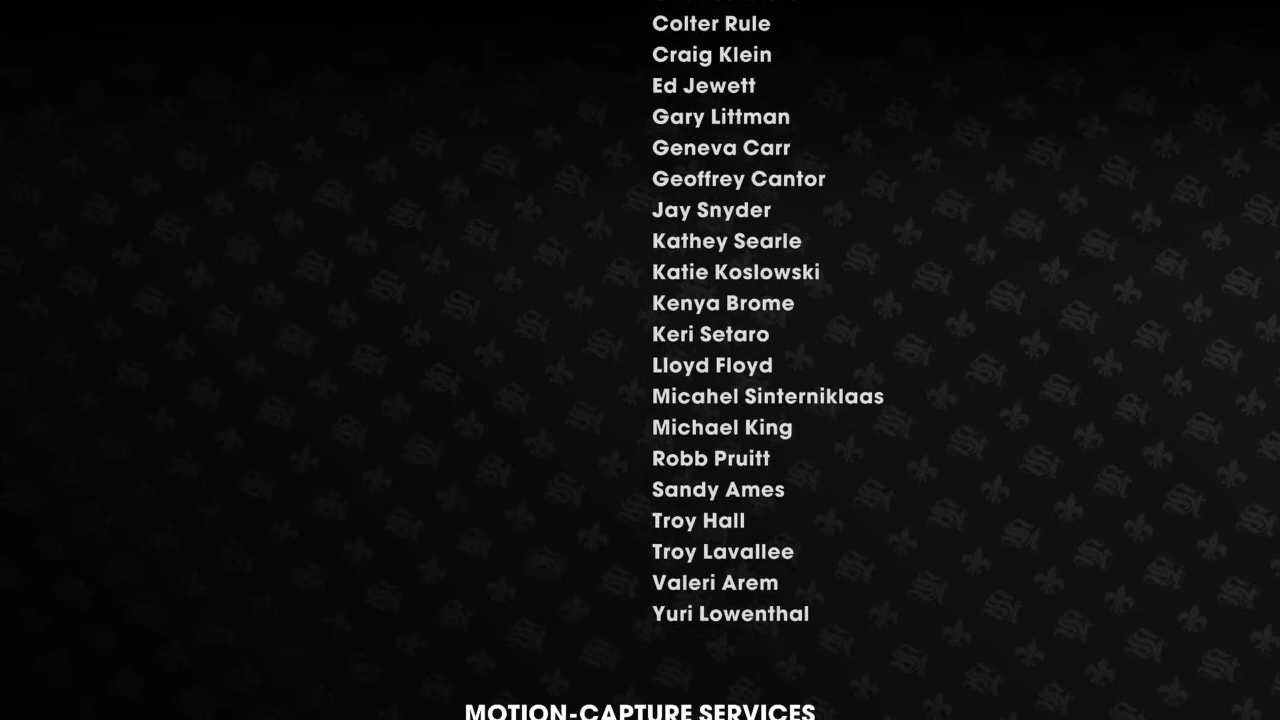 Colter Rule
Craig Klein
Ed Jewett
Gary Littman
Geneva Carr
Geoffrey Cantor
Jay Snyder
Kathey Searle
Katie Koslowski
Kenya Brome
Keri Setaro
Lloyd Floyd
Micahel Sinterniklaas
Michael King
Robb Pruitt
Sandy Ames
Troy Hall
Troy Lavallee
Valeri Arem
Yuri Lowenthal
MOTION-CAPTURE SERVICES